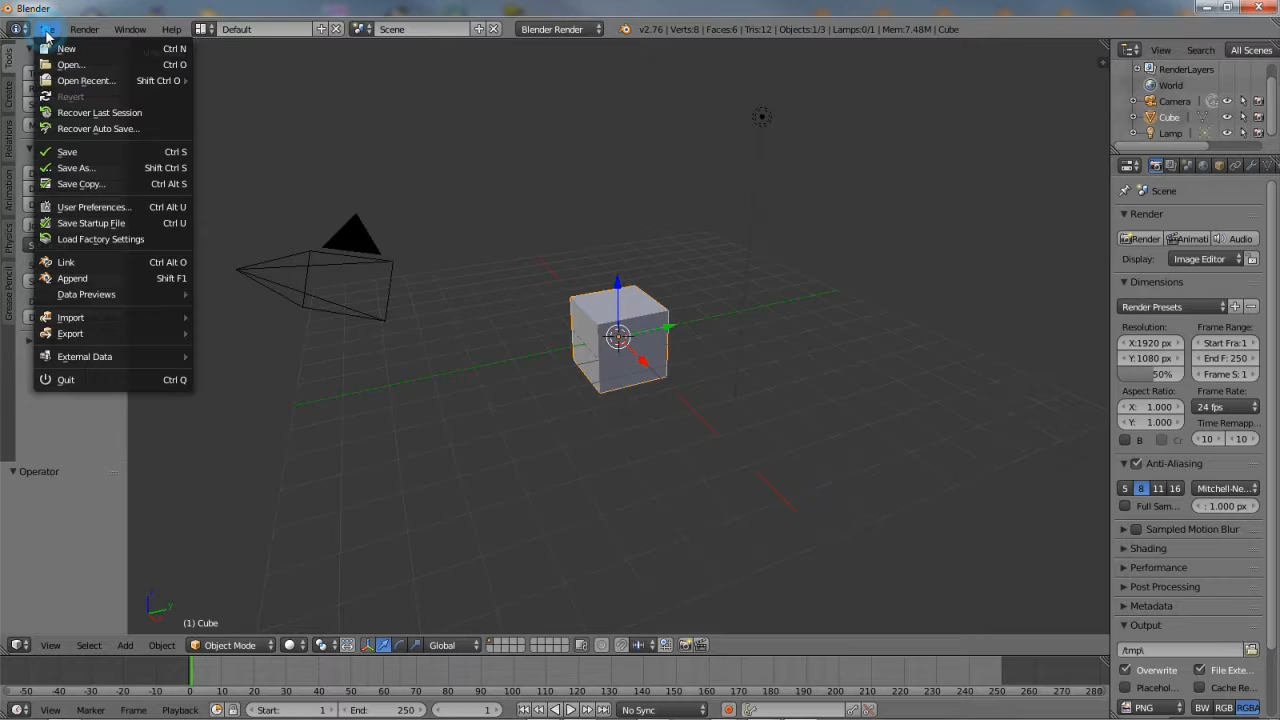 Blender
Render Window Help Default Scene Blender Render v2.76 | Verts:8 | Faces:6 | Tris:12 | Objects:1/3 | Lamps:0/1 | Mem:7.48M | Cube
New Ctrl N
Open... Ctrl O
Open Recent... Shift Ctrl O
Revert
Recover Last Session
Recover Auto Save...
Save Ctrl S
Save As... Shift Ctrl S
Save Copy... Ctrl Alt S
User Preferences... Ctrl Alt U
Save Startup File Ctrl U
Load Factory Settings
Link Ctrl Alt O
Append Shift F1
Data Previews
Import
Export
External Data
Quit Ctrl Q
Tools
Create
Relations
Animation
Physics
Grease Pencil
Operator
(1) Cube
View Select Add Object Object Mode Global
View Search All Scenes
RenderLayers
World
Camera
Cube
Lamp
Scene
Render
Render Animati Audio
Display: Image Editor
Dimensions
Render Presets
Resolution: Frame Range:
X:1920 px Start Fra: 1
Y: 1080 px End F: 250
50% Frame S: 1
Aspect Ratio: Frame Rate:
X: 1.000 24 fps
Y: 1.000 Time Remapp...
B Cr 10 10
Anti-Aliasing
5 8 11 16 Mitchell-Ne...
Full Sam... : 1.000 px
Sampled Motion Blur
Shading
Performance
Post Processing
Metadata
Output
/tmp\
Overwrite File Exte...
Placehol... Cache Re...
PNG BW RGB RGBA
-50 -40 -30 -20 -10 0 10 20 30 40 50 60 70 80 90 100 110 120 130 140 150 160 170 180 190 200 210 220 230 240 250 260 270 280
View Marker Frame Playback Start: 1 End: 250 1 No Sync